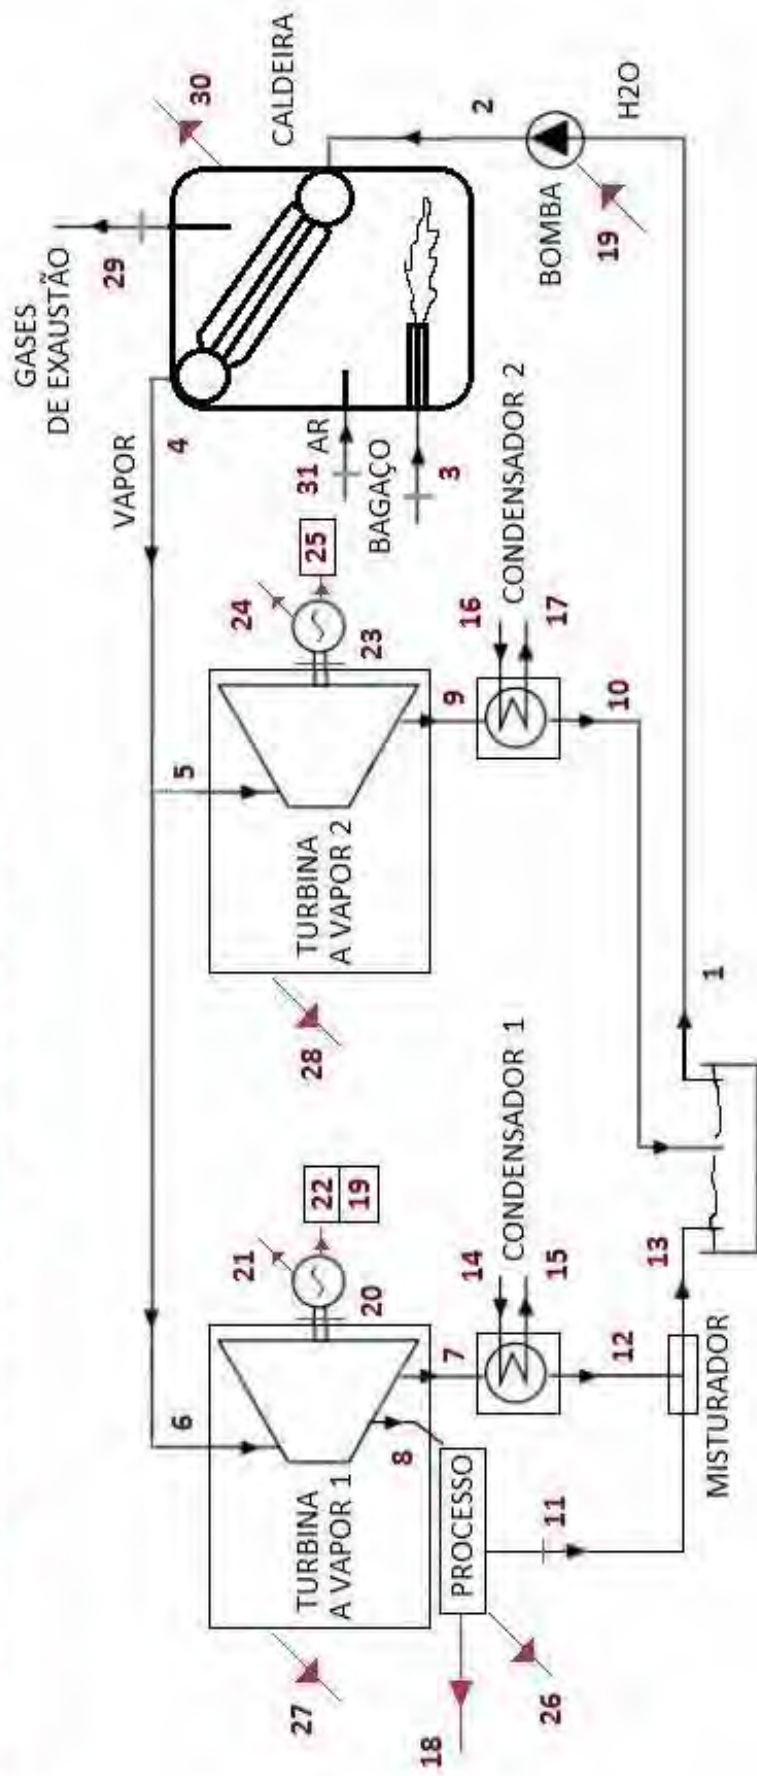 GASES
DE EXAUSTÃO
29
30
CALDEIRA
VAPOR
4
31
AR
BAGAÇO
3
2
BOMBA
19
H2O
5
24
25
23
TURBINA
A VAPOR 2
28
9
16
17
CONDENSADOR 2
10
6
21
22
19
20
TURBINA
A VAPOR 1
27
7
8
14
15
CONDENSADOR 1
PROCESSO
18
26
11
12
13
MISTURADOR
1